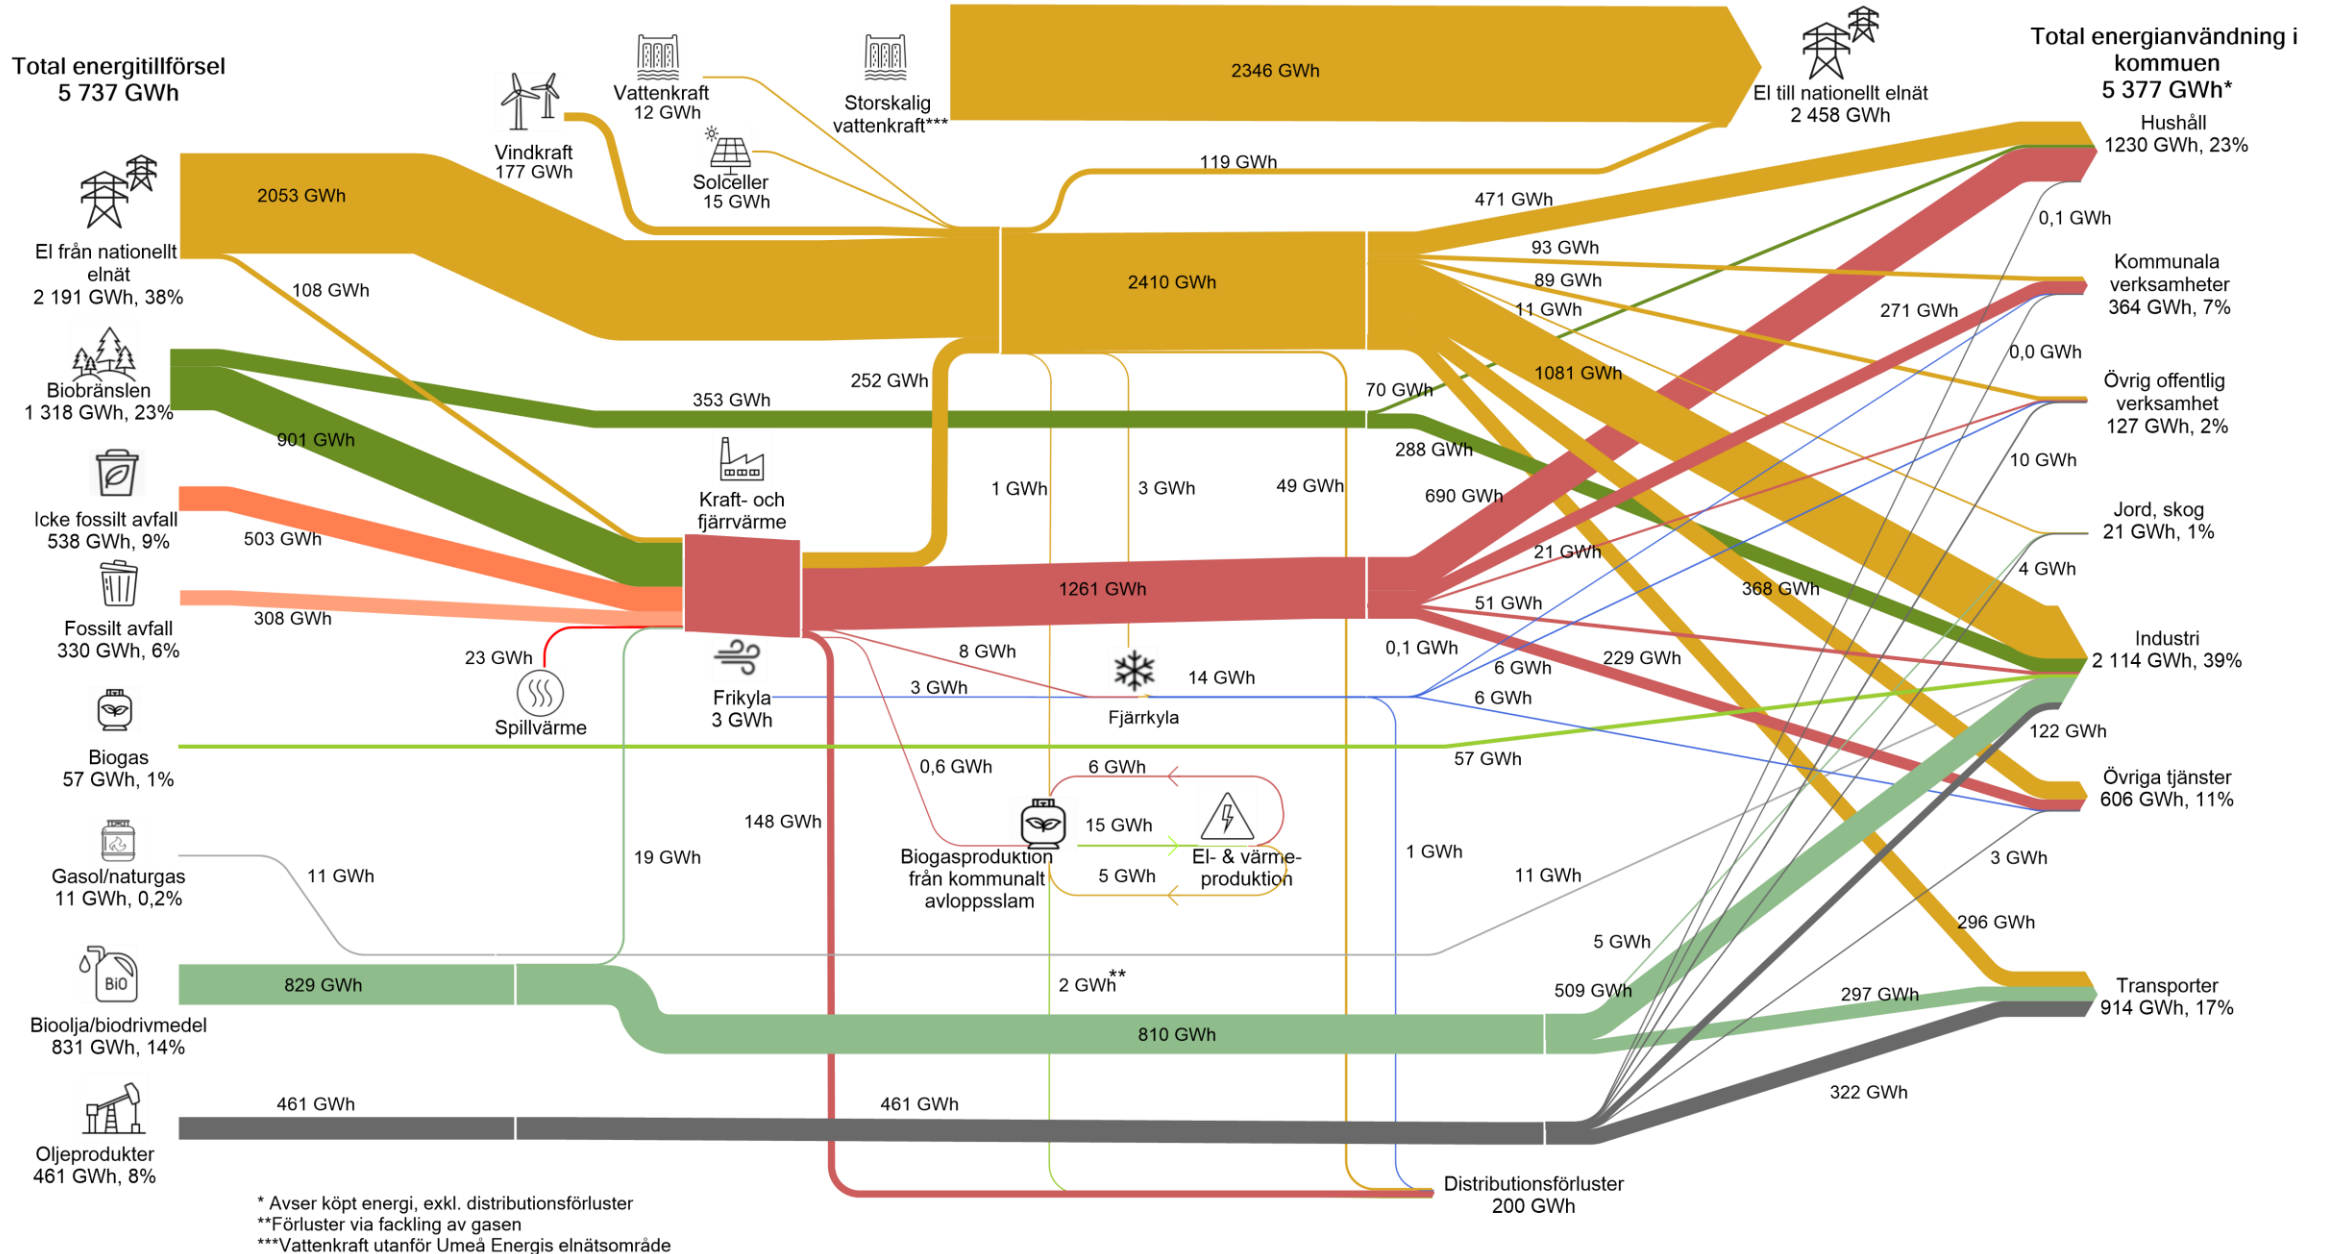 Total energitillförsel
5 737 GWh
El från nationellt
elnät
2 191 GWh, 38%
Biobränslen
1 318 GWh, 23%
Icke fossilt avfall
538 GWh, 9%
Fossilt avfall
330 GWh, 6%
Biogas
57 GWh, 1%
Gasol/naturgas
11 GWh, 0,2%
BiO
Bioolja/biodrivmedel
831 GWh, 14%
Oljeprodukter
461 GWh, 8%
2053 GWh
108 GWh
901 GWh
503 GWh
308 GWh
23 GWh
Spillvärme
11 GWh
19 GWh
829 GWh
461 GWh
Vindkraft
177 GWh
Vattenkraft
12 GWh
Solceller
15 GWh
Storskalig
vattenkraft***
2346 GWh
119 GWh
353 GWh
Kraft- och
fjärrvärme
252 GWh
2410 GWh
1 GWh
3 GWh
49 GWh
1261 GWh
8 GWh
Frikyla
3 GWh
3 GWh
Fjärrkyla
14 GWh
148 GWh
0,6 GWh
6 GWh
15 GWh
5 GWh
Biogasproduktion
från kommunalt
avloppsslam
El- & värme-
produktion
2 GWh**
810 GWh
461 GWh
1 GWh
Distributionsförluster
200 GWh
471 GWh
93 GWh
89 GWh
11 GWh
1081 GWh
70 GWh
288 GWh
690 GWh
271 GWh
21 GWh
51 GWh
0,1 GWh
6 GWh
6 GWh
229 GWh
368 GWh
57 GWh
11 GWh
5 GWh
509 GWh
297 GWh
296 GWh
322 GWh
0,1 GWh
0,0 GWh
10 GWh
4 GWh
122 GWh
3 GWh
El till nationellt elnät
2 458 GWh
Total energianvändning i
kommuen
5 377 GWh*
Hushåll
1230 GWh, 23%
Kommunala
verksamheter
364 GWh, 7%
Övrig offentlig
verksamhet
127 GWh, 2%
Jord, skog
21 GWh, 1%
Industri
2 114 GWh, 39%
Övriga tjänster
606 GWh, 11%
Transporter
914 GWh, 17%
* Avser köpt energi, exkl. distributionsförluster
**Förluster via fackling av gasen
***Vattenkraft utanför Umeå Energis elnätsområde